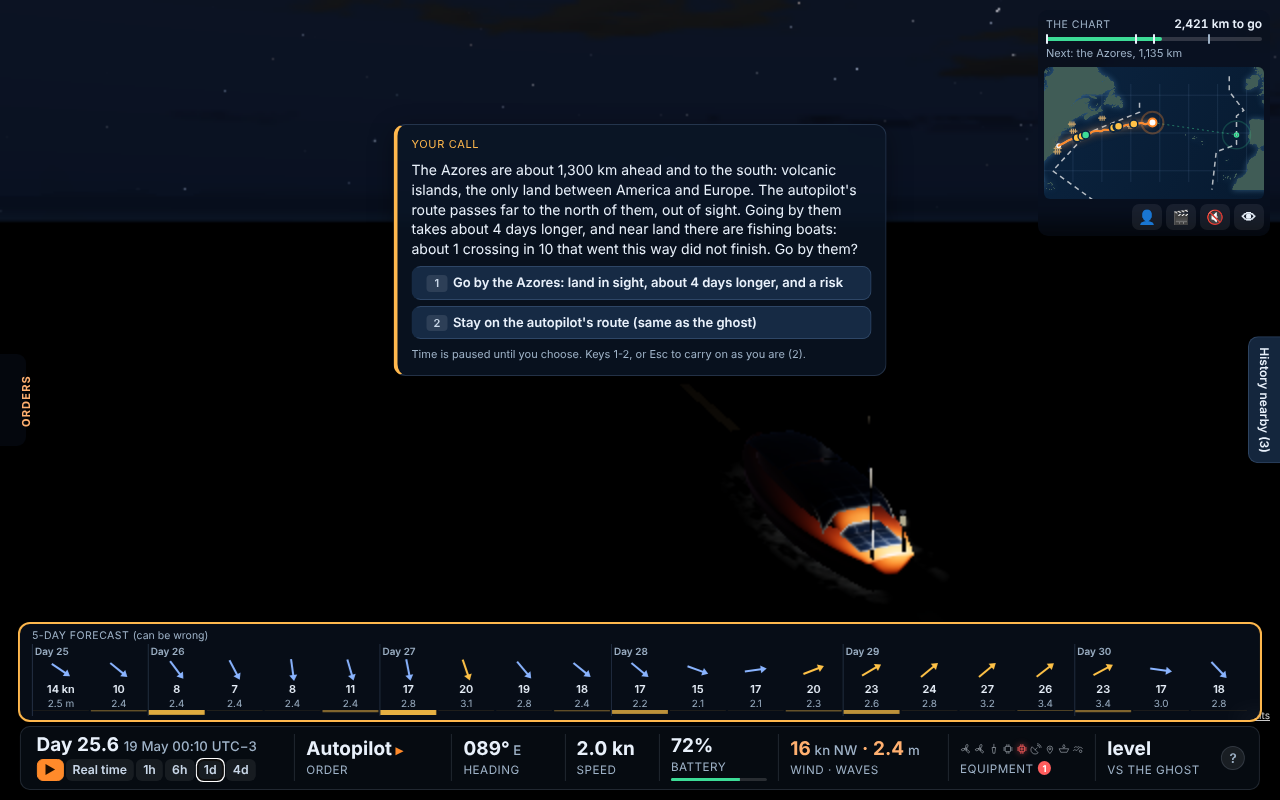 THE CHART
2,421 km to go
Next: the Azores, 1,135 km
YOUR CALL
The Azores are about 1,300 km ahead and to the south: volcanic
islands, the only land between America and Europe. The autopilot's
route passes far to the north of them, out of sight. Going by them
takes about 4 days longer, and near land there are fishing boats:
about 1 crossing in 10 that went this way did not finish. Go by them?
1 Go by the Azores: land in sight, about 4 days longer, and a risk
2 Stay on the autopilot's route (same as the ghost)
Time is paused until you choose. Keys 1-2, or Esc to carry on as you are (2).
ORDERS
History nearby (3)
5-DAY FORECAST (can be wrong)
Day 25 Day 26 Day 27 Day 28 Day 29 Day 30
14 kn 10 8 7 8 11 17 20 19 18 17 15 17 20 23 24 27 26 23 17 18
2.5 m 2.4 2.4 2.4 2.4 2.4 2.8 3.1 2.8 2.4 2.2 2.1 2.1 2.3 2.6 2.8 3.2 3.4 3.4 3.0 2.8
Day 25.6 19 May 00:10 UTC−3
Real time 1h 6h 1d 4d
Autopilot
ORDER
089° E
HEADING
2.0 kn
SPEED
72%
BATTERY
16 kn NW · 2.4 m
WIND · WAVES
EQUIPMENT 1
level
VS THE GHOST
?